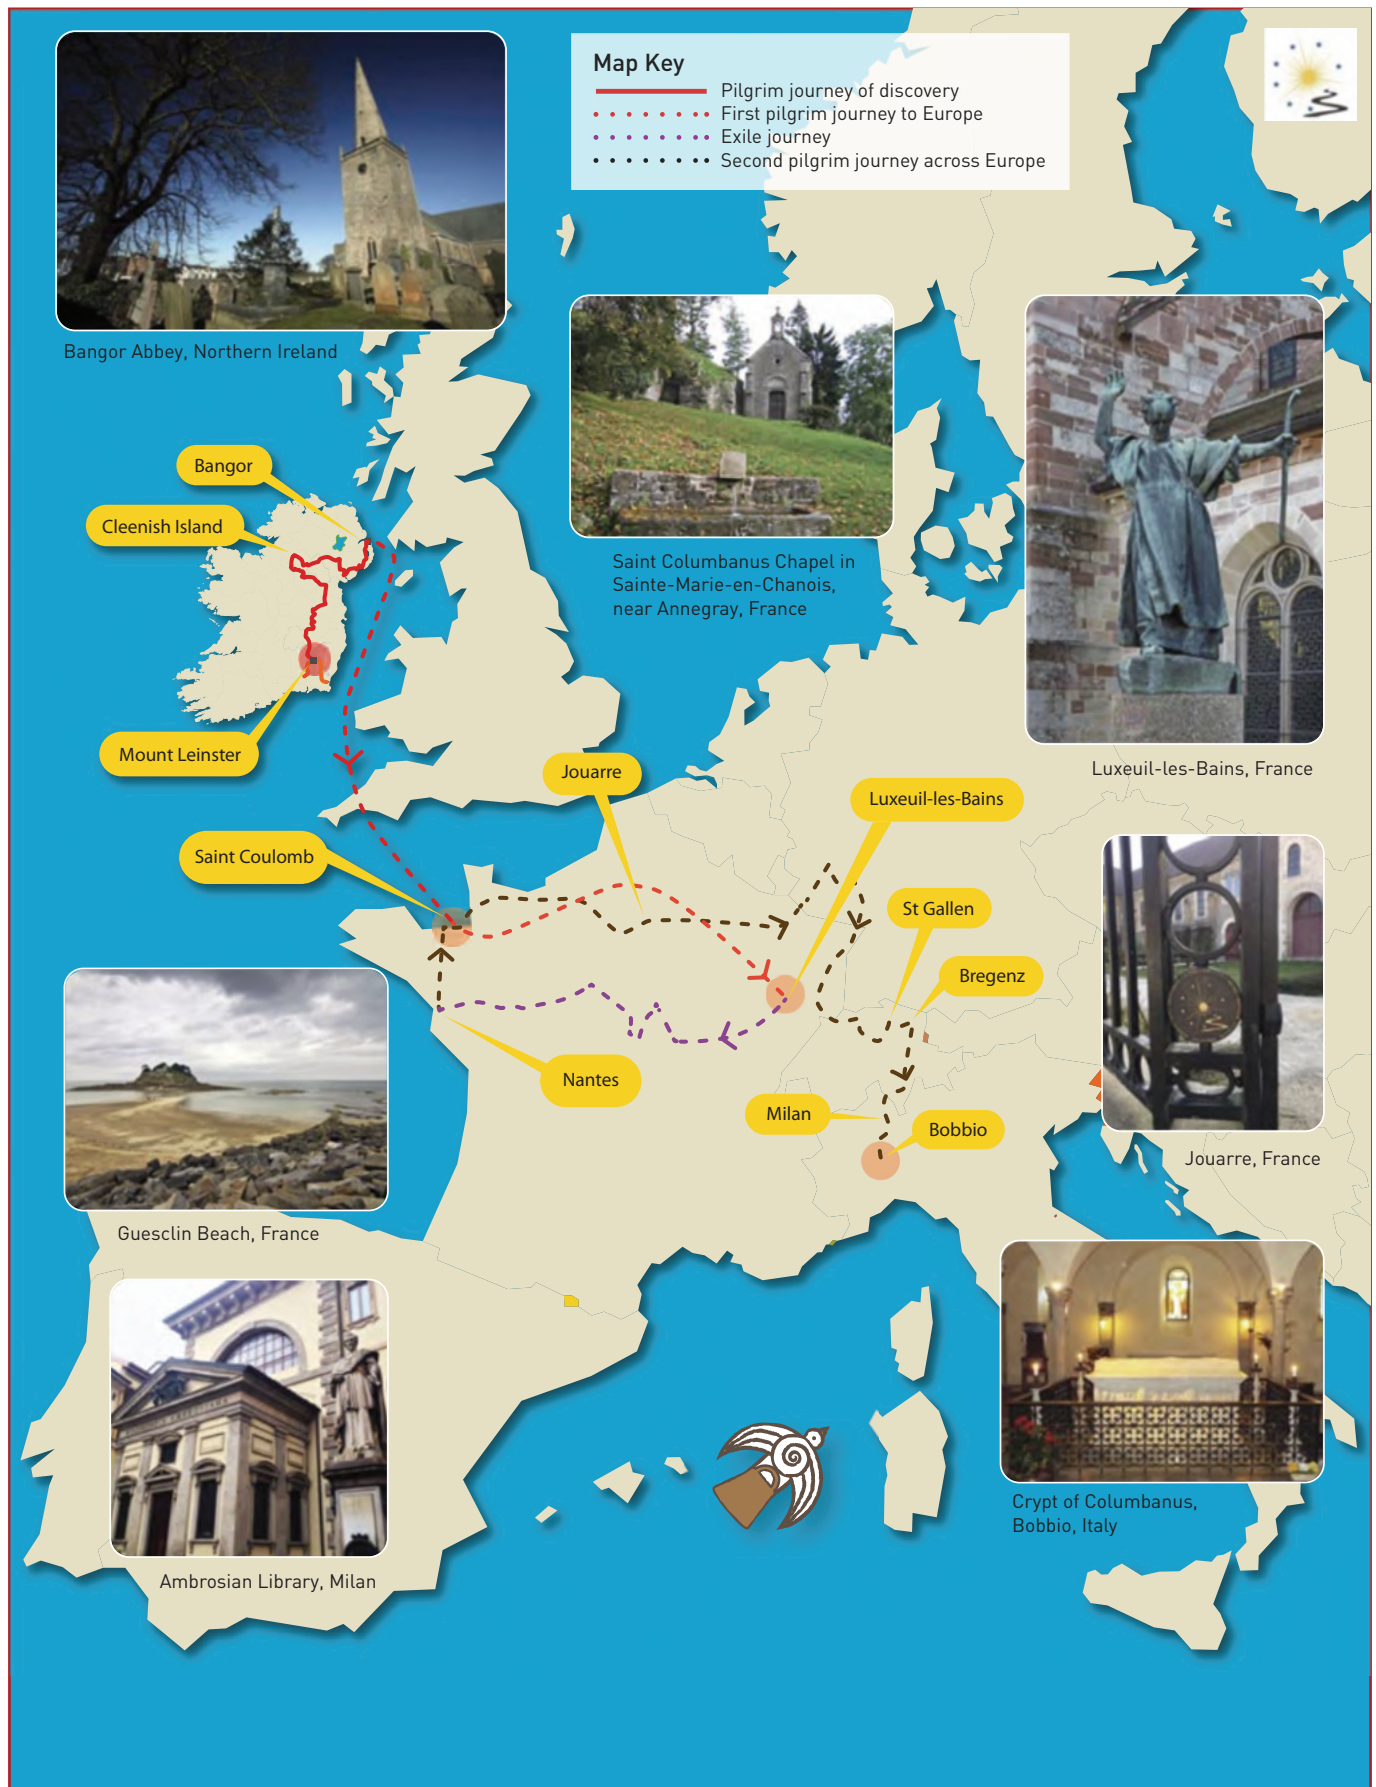 Map Key
Pilgrim journey of discovery
First pilgrim journey to Europe
Exile journey
Second pilgrim journey across Europe
Bangor Abbey, Northern Ireland
Bangor
Cleenish Island
Saint Columbanus Chapel in
Sainte-Marie-en-Chanois,
near Annegray, France
Mount Leinster
Luxeuil-les-Bains, France
Jouarre
Luxeuil-les-Bains
Saint Coulomb
St Gallen
Bregenz
Nantes
Milan
Bobbio
Jouarre, France
Guesclin Beach, France
Crypt of Columbanus,
Bobbio, Italy
Ambrosian Library, Milan